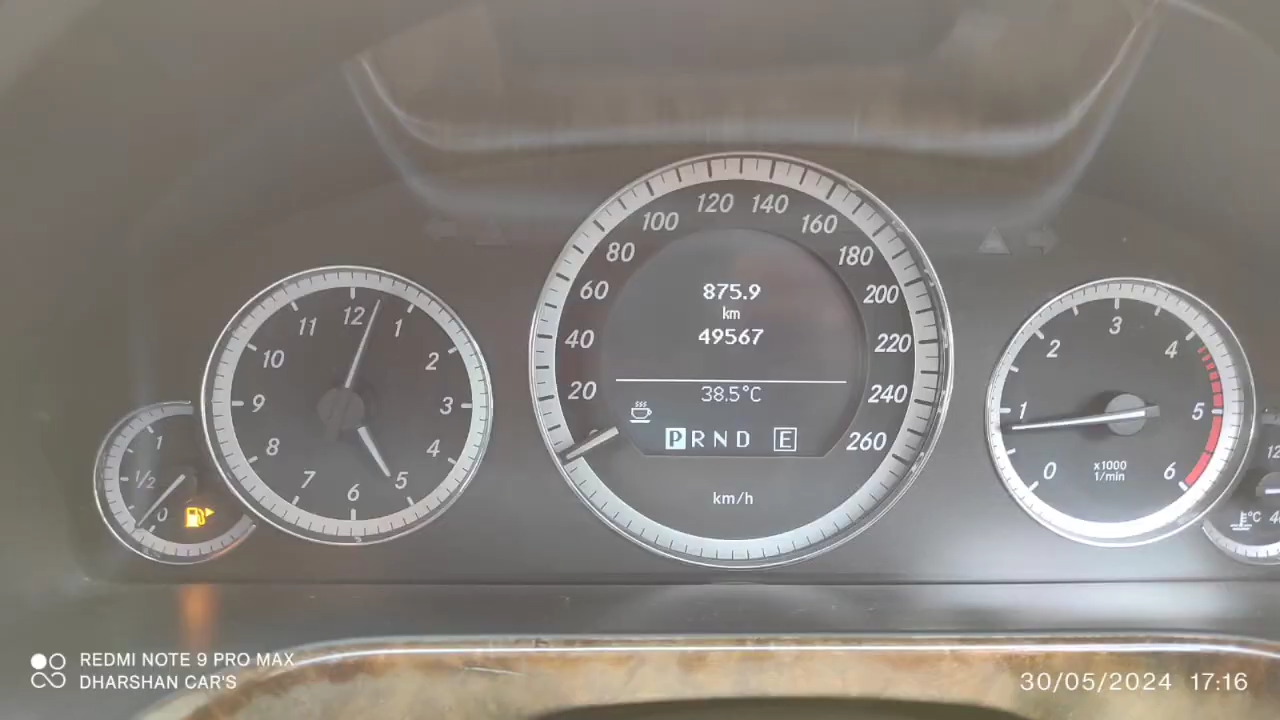 120 140
100 160
80 180
60 200
40 220
20 240
260
875.9
km
49567
38.5°C
P R N D E
km/h
12
11 1
10 2
9 3
8 4
7 5
6
1
1/2
0
3
2 4
1 5
0 6
x1000
1/min
12
°C 4
REDMI NOTE 9 PRO MAX
DHARSHAN CAR'S
30/05/2024 17:16